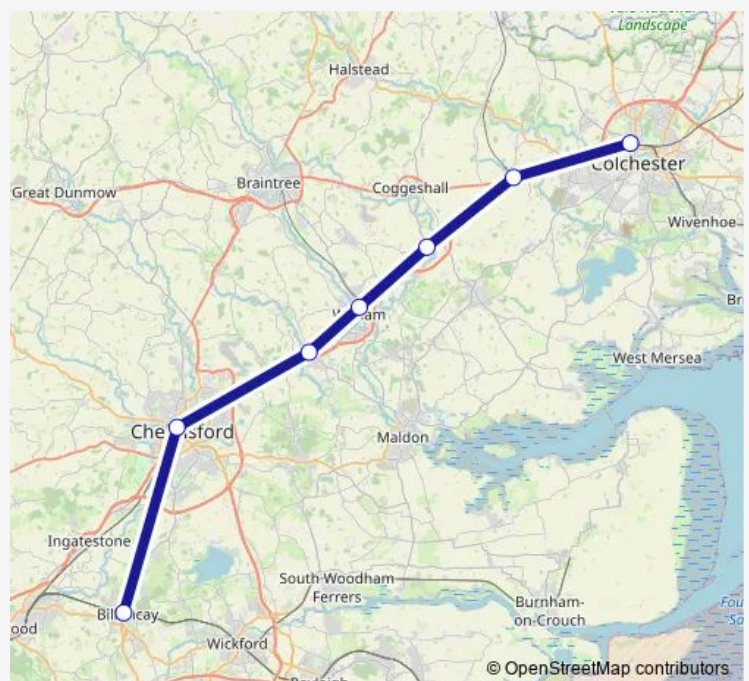 Landscape
Halstead
Colchester
Great Dunmow
Braintree
Coggeshall
Wivenhoe
West Mersea
Maldon
Ingatestone
South Woodham
Ferrers
Burnham-
on-Crouch
Wickford
© OpenStreetMap contributors